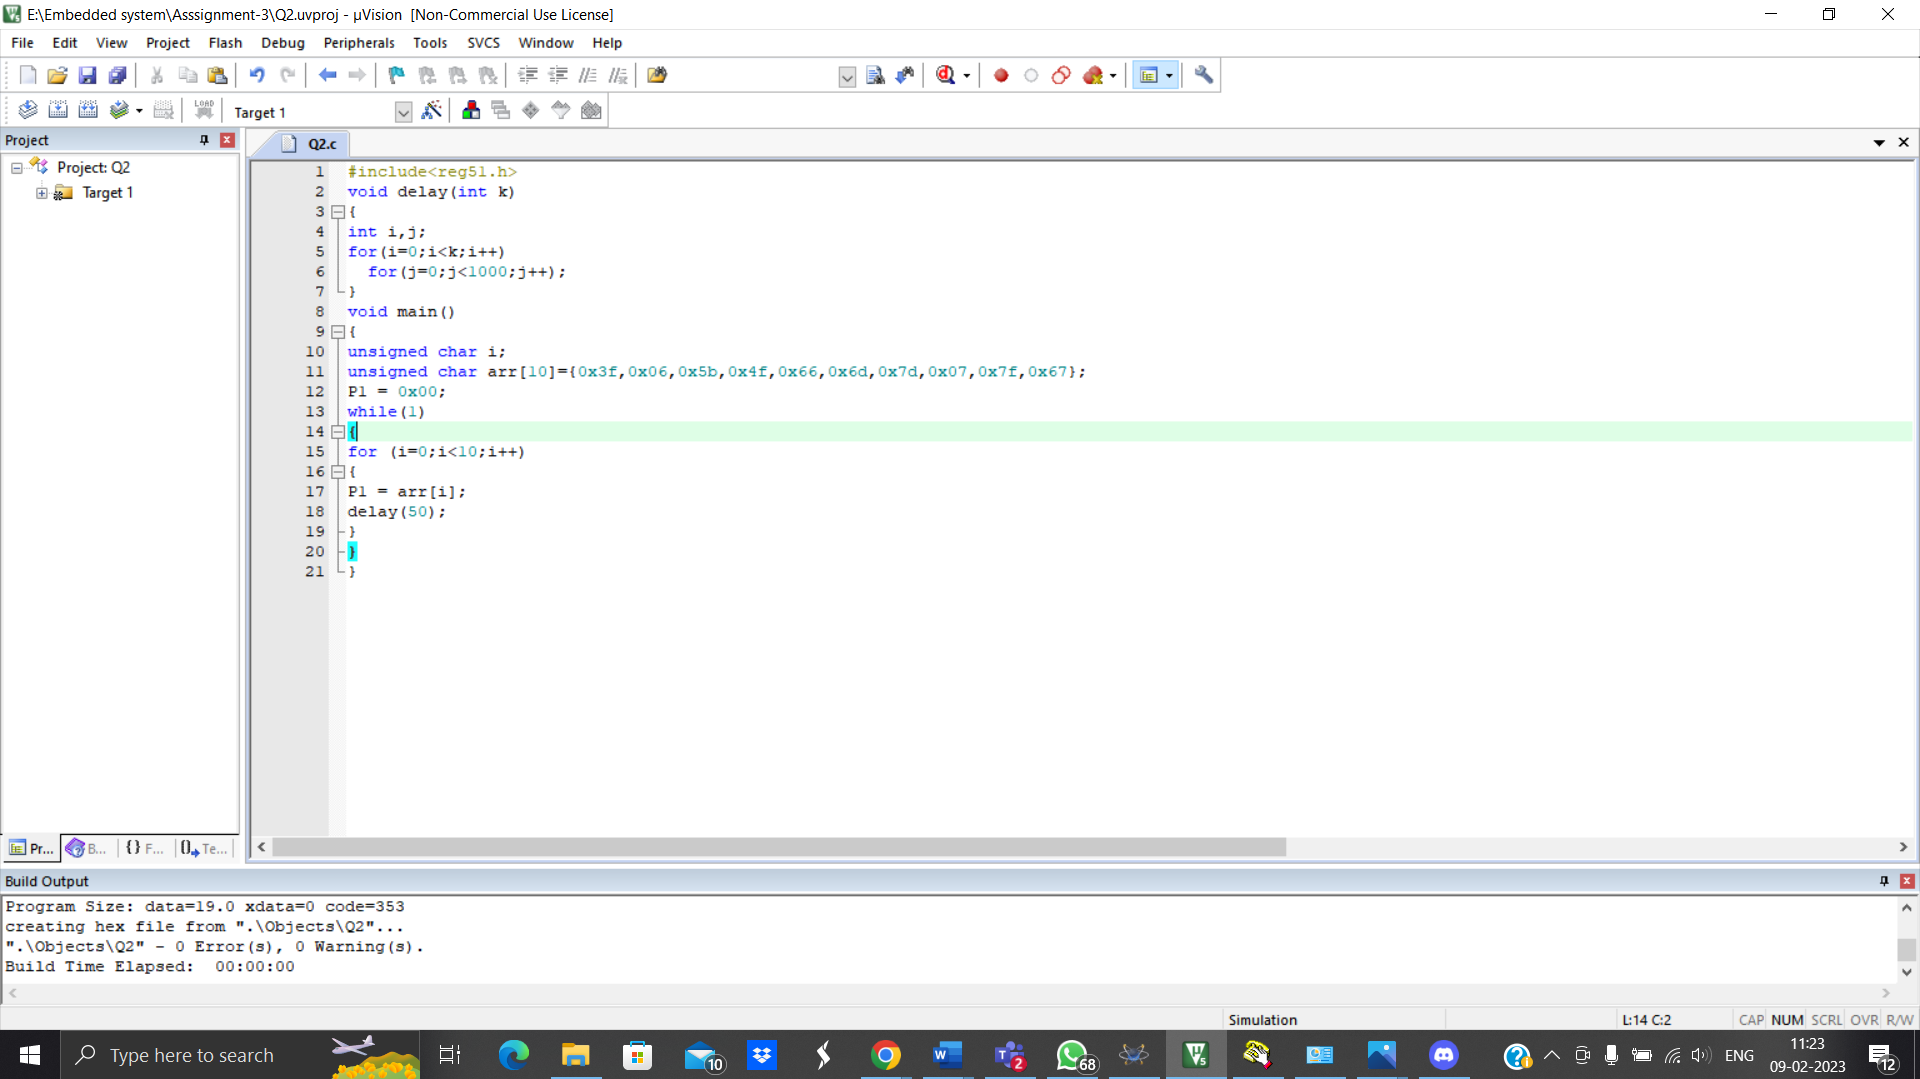 E:\Embedded system\Asssignment-3\Q2.uvproj - µVision [Non-Commercial Use License]
File Edit View Project Flash Debug Peripherals Tools SVCS Window Help
LOAD Target 1
Project
Q2.c
Project: Q2
Target 1
1 #include<reg51.h>
2 void delay(int k)
3 {
4 int i,j;
5 for(i=0;i<k;i++)
6 for(j=0;j<1000;j++);
7 }
8 void main()
9 {
10 unsigned char i;
11 unsigned char arr[10]={0x3f,0x06,0x5b,0x4f,0x66,0x6d,0x7d,0x07,0x7f,0x67};
12 P1 = 0x00;
13 while(1)
14 {
15 for (i=0;i<10;i++)
16 {
17 P1 = arr[i];
18 delay(50);
19 }
20 }
21 }
Pr... B... {} F... Te...
Build Output
Program Size: data=19.0 xdata=0 code=353
creating hex file from ".\Objects\Q2"...
".\Objects\Q2" - 0 Error(s), 0 Warning(s).
Build Time Elapsed: 00:00:00
Simulation L:14 C:2 CAP NUM SCRL OVR R/W
Type here to search 10 2 68 ENG 11:23
09-02-2023 12